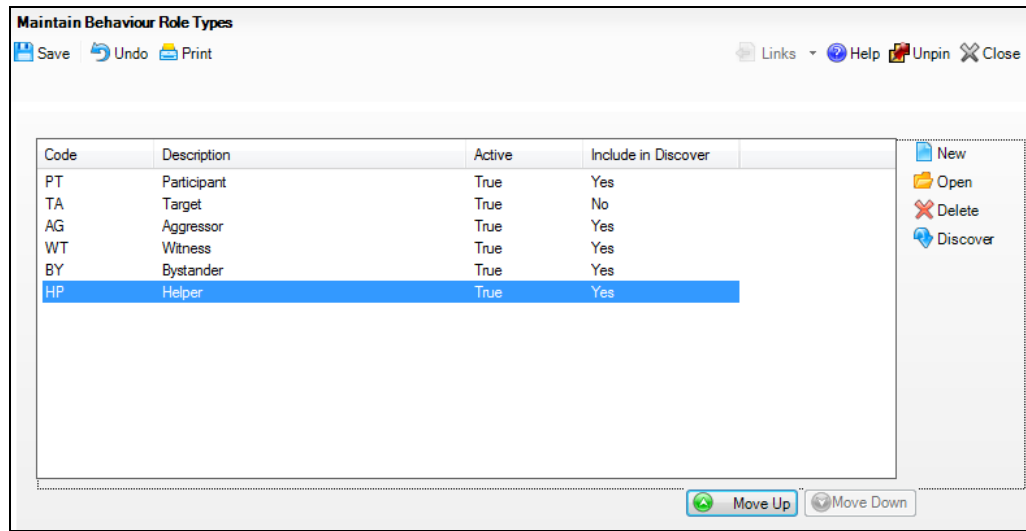 Maintain Behaviour Role Types
Save Undo Print Links Help Unpin Close
Code Description Active Include in Discover
PT Participant True Yes
TA Target True No
AG Aggressor True Yes
WT Witness True Yes
BY Bystander True Yes
HP Helper True Yes
New
Open
Delete
Discover
Move Up Move Down